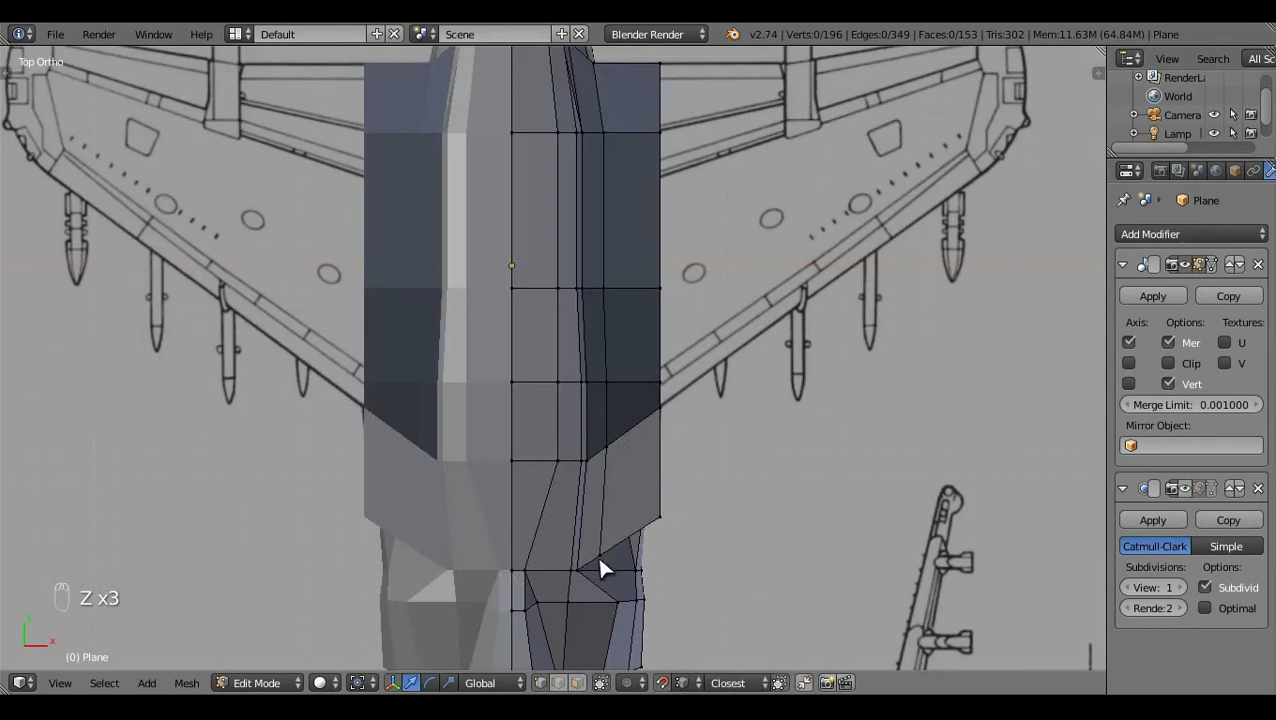 File Render Window Help Default Scene Blender Render v2.74 | Verts:0/196 | Edges:0/349 | Faces:0/153 | Tris:302 | Mem:11.63M (64.84M) | Plane
Top Ortho
View Search All Sc
RenderLa
World
Camera
Lamp
Plane
Add Modifier
Apply Copy
Axis: Options: Textures:
Mer U
Clip V
Vert
Merge Limit: 0.001000
Mirror Object:
Apply Copy
Catmull-Clark Simple
Subdivisions: Options:
View: 1 Subdivid
Rende:2 Optimal
Z x3
y
x
(0) Plane
View Select Add Mesh Edit Mode Global Closest